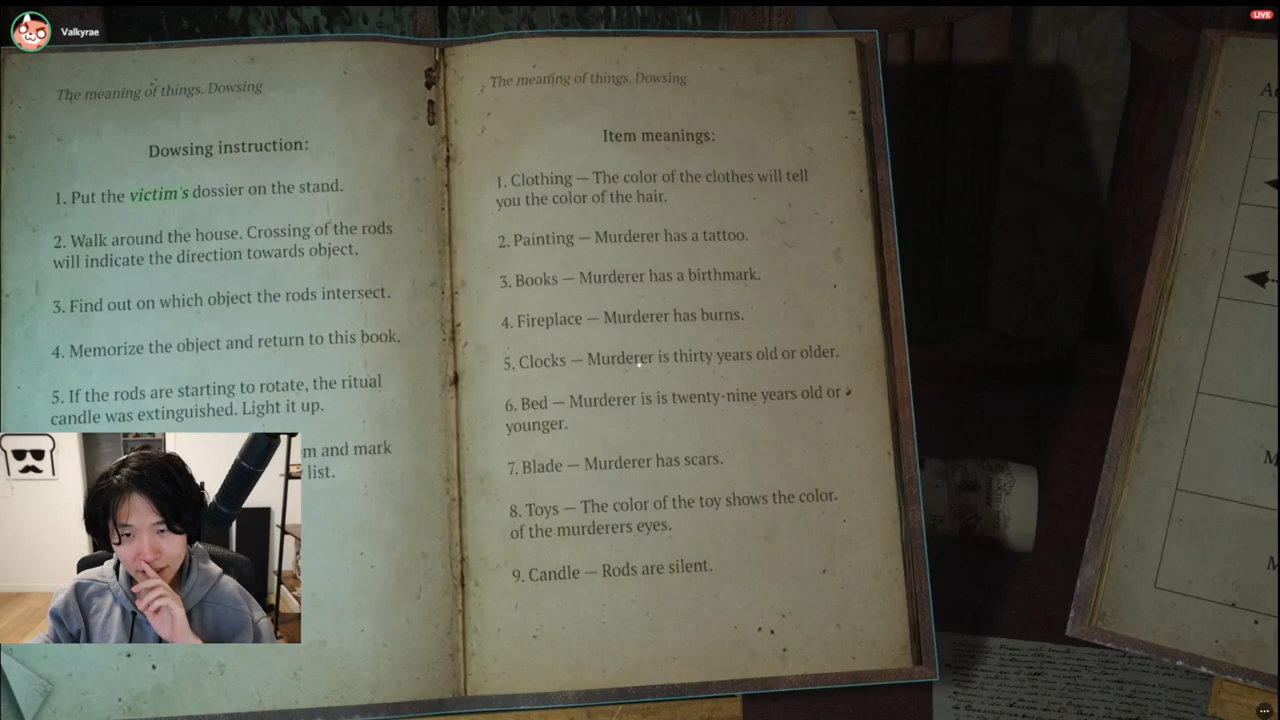 Valkyrae
LIVE
The meaning of things. Dowsing
Dowsing instruction:
1. Put the victim's dossier on the stand.
2. Walk around the house. Crossing of the rods
will indicate the direction towards object.
3. Find out on which object the rods intersect.
4. Memorize the object and return to this book.
5. If the rods are starting to rotate, the ritual
candle was extinguished. Light it up.
m and mark
list.
The meaning of things. Dowsing
Item meanings:
1. Clothing — The color of the clothes will tell
you the color of the hair.
2. Painting — Murderer has a tattoo.
3. Books — Murderer has a birthmark.
4. Fireplace — Murderer has burns.
5. Clocks — Murderer is thirty years old or older.
6. Bed — Murderer is is twenty-nine years old or
younger.
7. Blade — Murderer has scars.
8. Toys — The color of the toy shows the color.
of the murderers eyes.
9. Candle — Rods are silent.